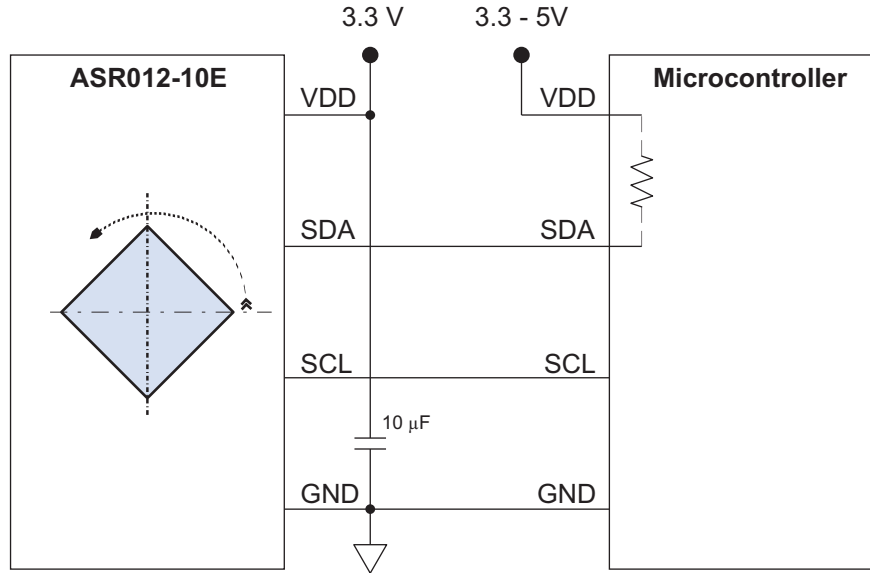 3.3 V
3.3 - 5V
ASR012-10E
Microcontroller
VDD
VDD
SDA
SDA
SCL
SCL
10 μF
GND
GND